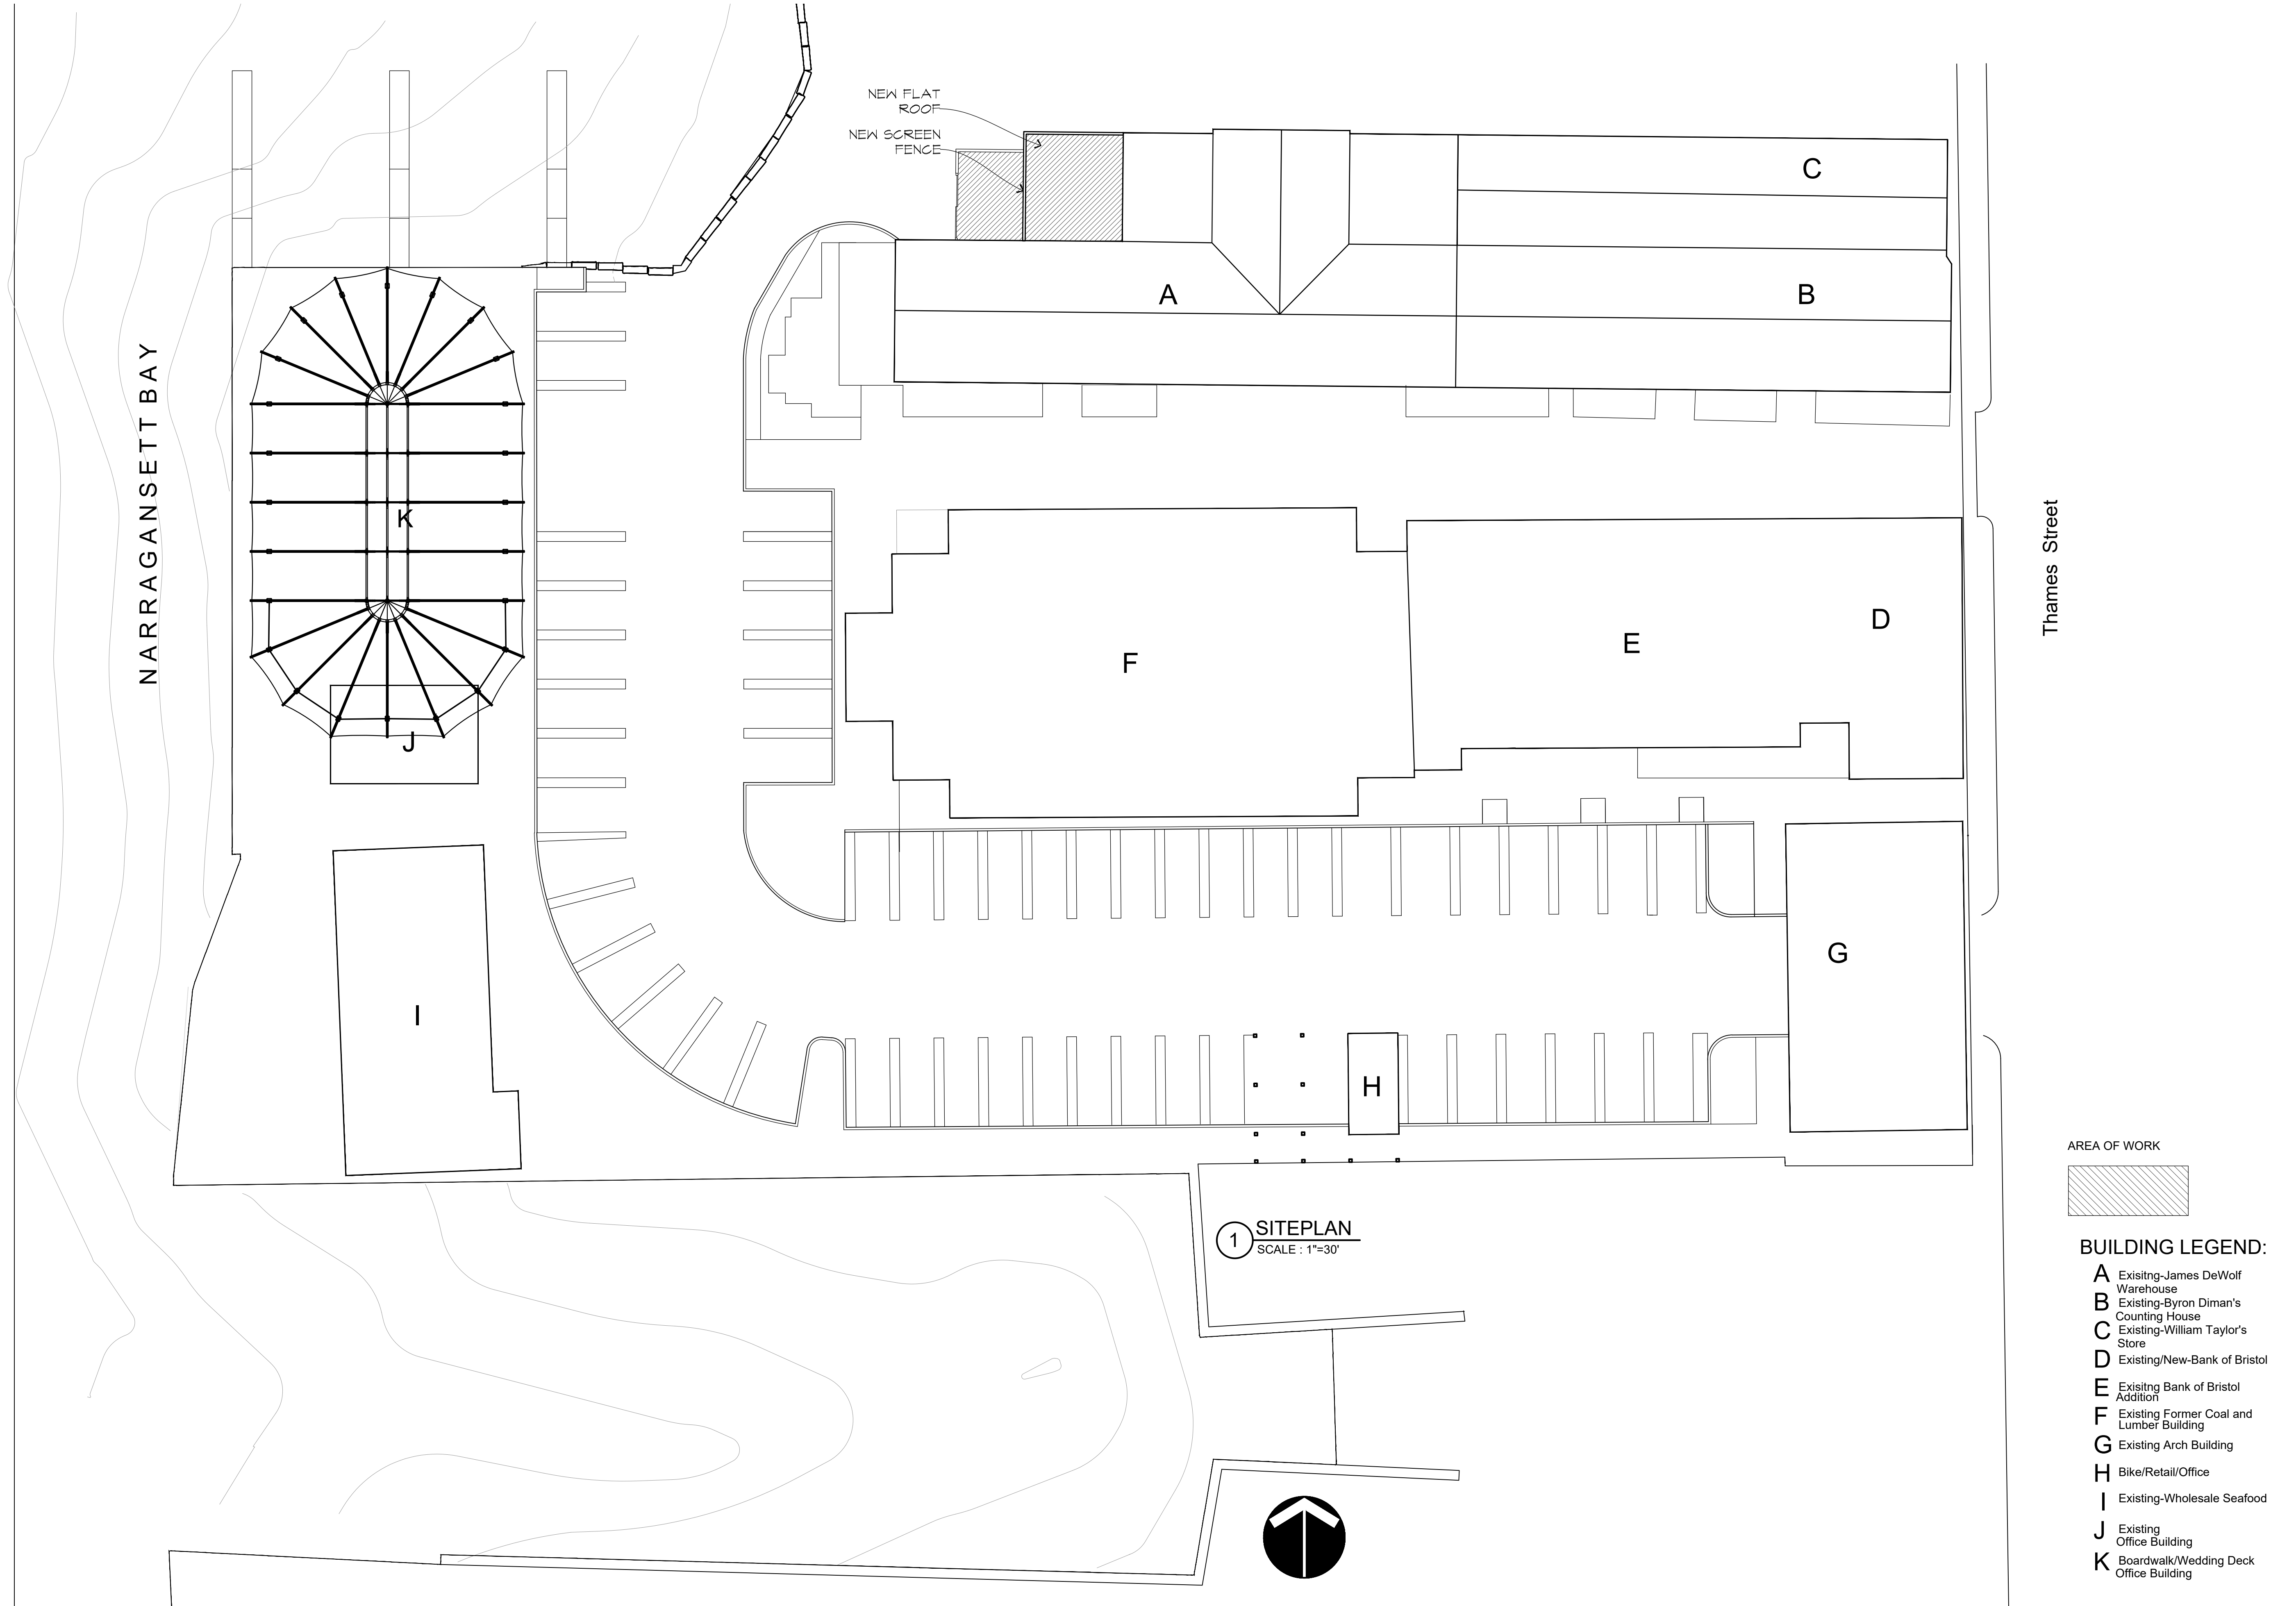 NEW FLAT
ROOF
NEW SCREEN
FENCE
C
A
B
NARRAGANSETT BAY
K
Thames Street
D
E
F
J
G
I
H
1
SITEPLAN
SCALE : 1"=30'
AREA OF WORK
BUILDING LEGEND:
A Exisitng-James DeWolf
Warehouse
B Existing-Byron Diman's
Counting House
C Existing-William Taylor's
Store
D Existing/New-Bank of Bristol
E Exisitng Bank of Bristol
Addition
F Existing Former Coal and
Lumber Building
G Existing Arch Building
H Bike/Retail/Office
I Existing-Wholesale Seafood
J Existing
Office Building
K Boardwalk/Wedding Deck
Office Building